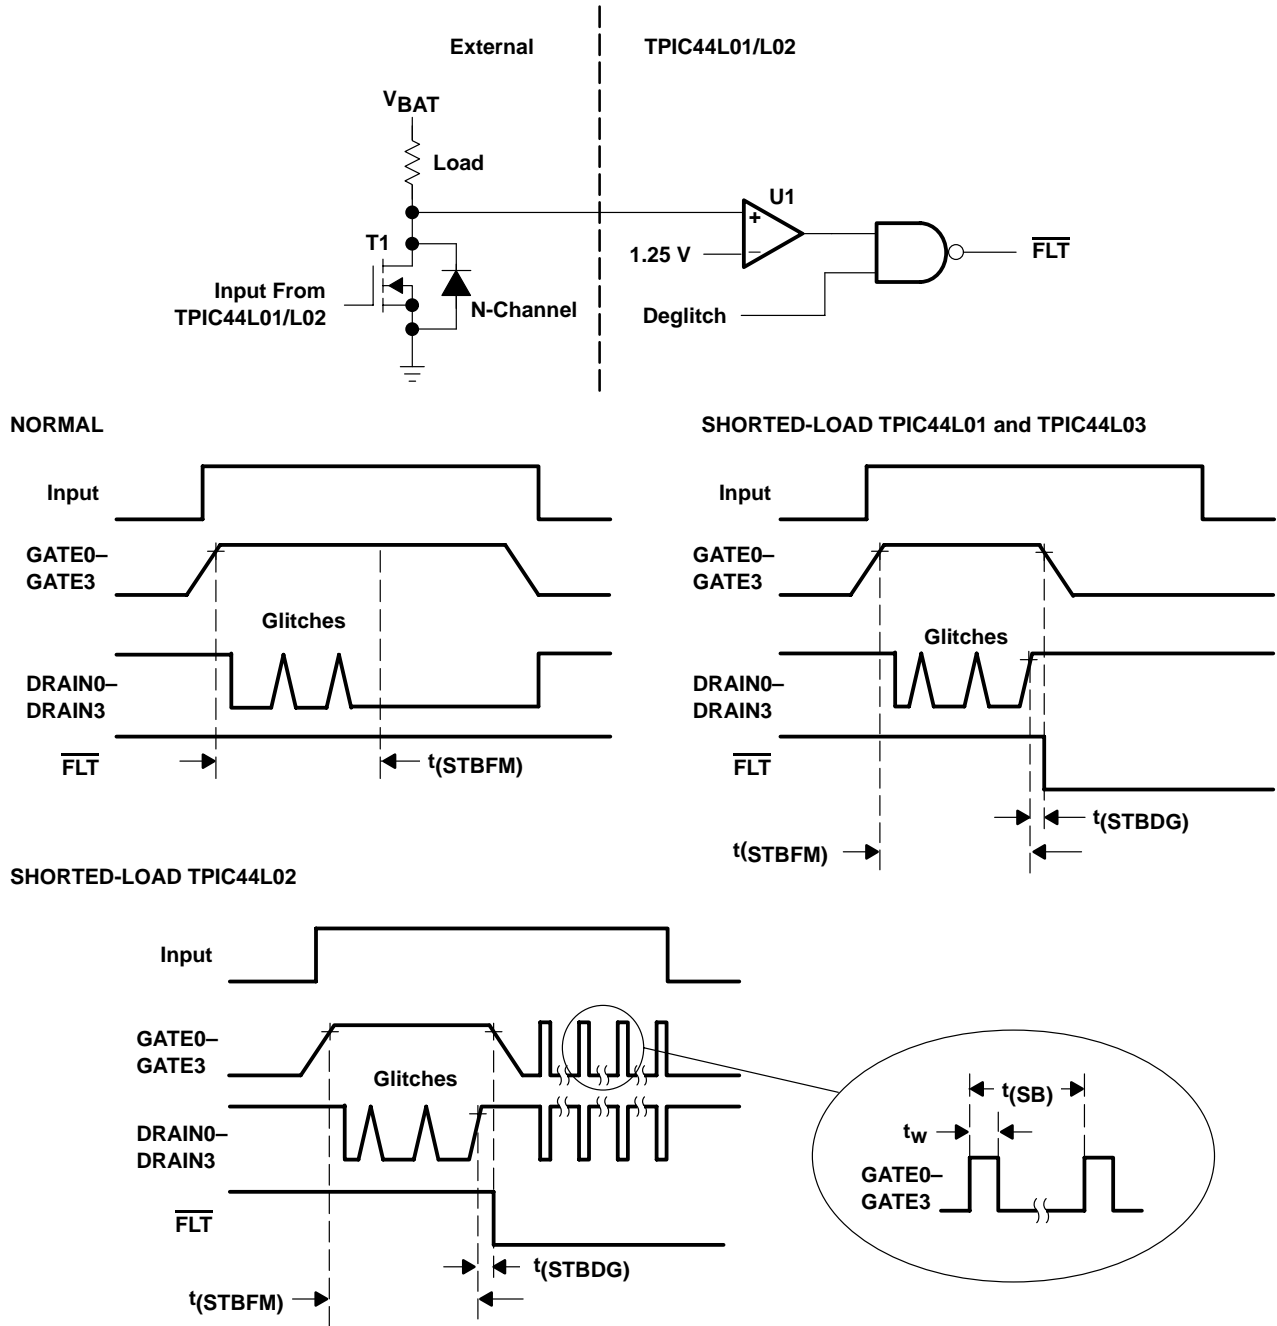 External
TPIC44L01/L02
VBAT
Load
U1
+
T1
1.25 V
–
FLT
Input From
TPIC44L01/L02
N-Channel
Deglitch
NORMAL
Input
GATE0–
GATE3
Glitches
DRAIN0–
DRAIN3
FLT
t(STBFM)
SHORTED-LOAD TPIC44L01 and TPIC44L03
Input
GATE0–
GATE3
Glitches
DRAIN0–
DRAIN3
FLT
t(STBDG)
t(STBFM)
SHORTED-LOAD TPIC44L02
Input
GATE0–
GATE3
Glitches
DRAIN0–
DRAIN3
FLT
t(STBDG)
t(STBFM)
t(SB)
tw
GATE0–
GATE3